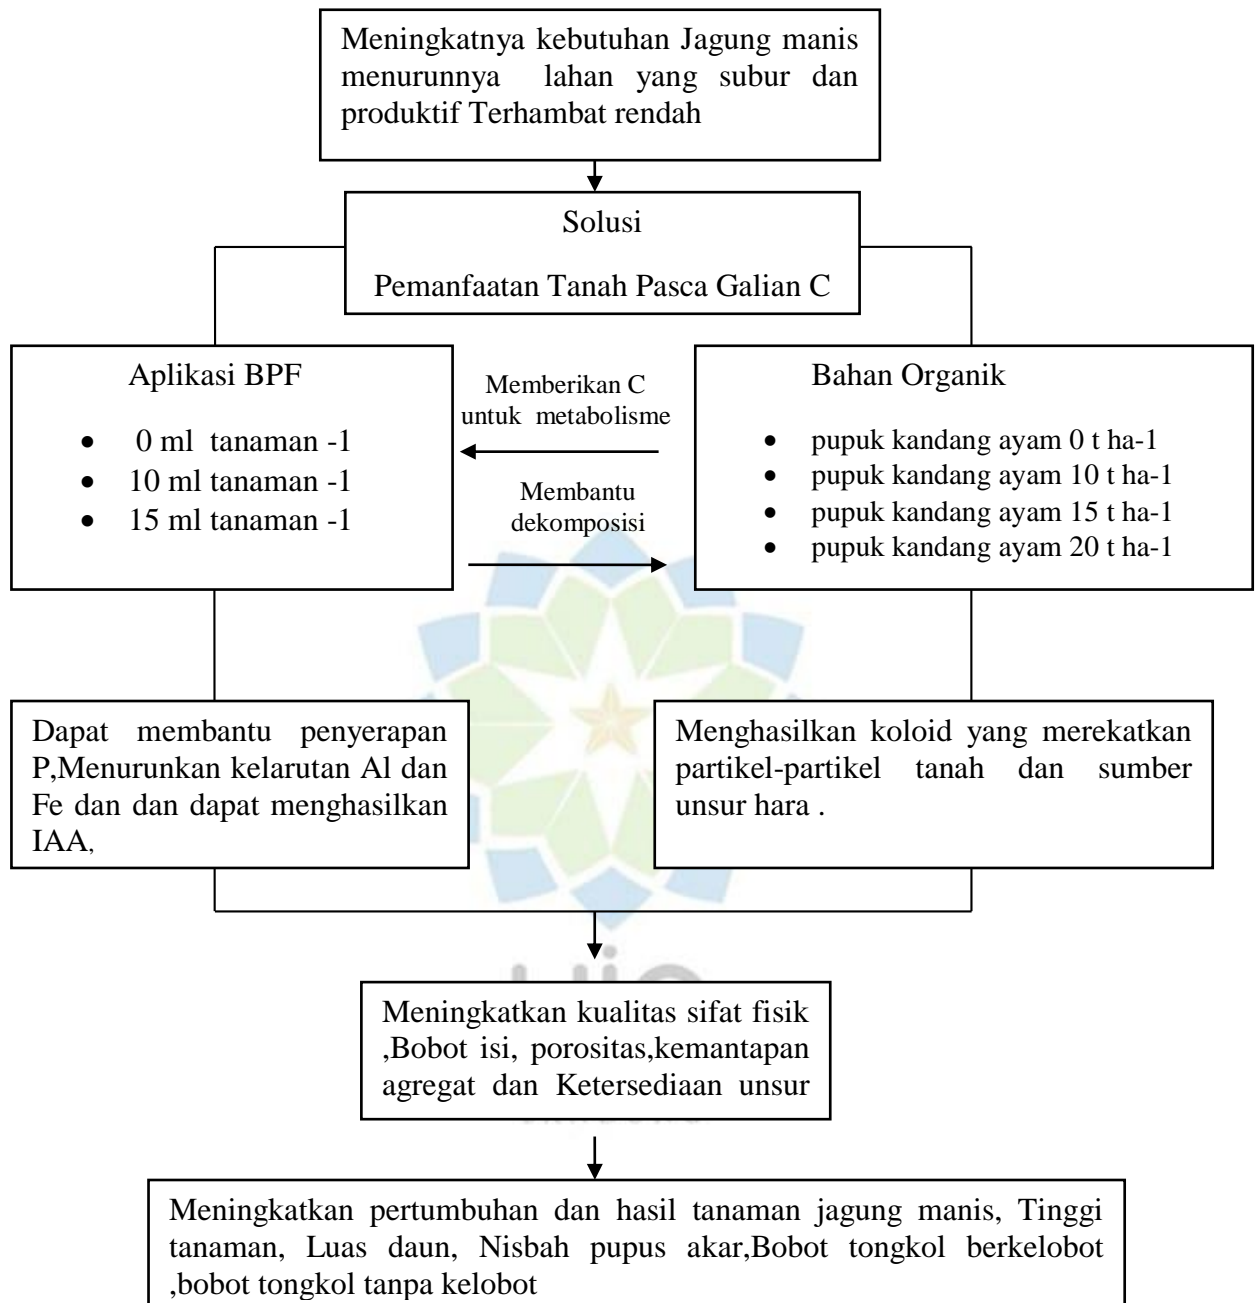 Meningkatnya kebutuhan Jagung manis
menurunnya lahan yang subur dan
produktif Terhambat rendah
Solusi
Pemanfaatan Tanah Pasca Galian C
Aplikasi BPF
• 0 ml tanaman -1
• 10 ml tanaman -1
• 15 ml tanaman -1
Memberikan C
untuk metabolisme
Membantu
dekomposisi
Bahan Organik
• pupuk kandang ayam 0 t ha-1
• pupuk kandang ayam 10 t ha-1
• pupuk kandang ayam 15 t ha-1
• pupuk kandang ayam 20 t ha-1
Dapat membantu penyerapan
P,Menurunkan kelarutan Al dan
Fe dan dan dapat menghasilkan
IAA,
Menghasilkan koloid yang merekatkan
partikel-partikel tanah dan sumber
unsur hara .
Meningkatkan kualitas sifat fisik
,Bobot isi, porositas,kemantapan
agregat dan Ketersediaan unsur
Meningkatkan pertumbuhan dan hasil tanaman jagung manis, Tinggi
tanaman, Luas daun, Nisbah pupus akar,Bobot tongkol berkelobot
,bobot tongkol tanpa kelobot